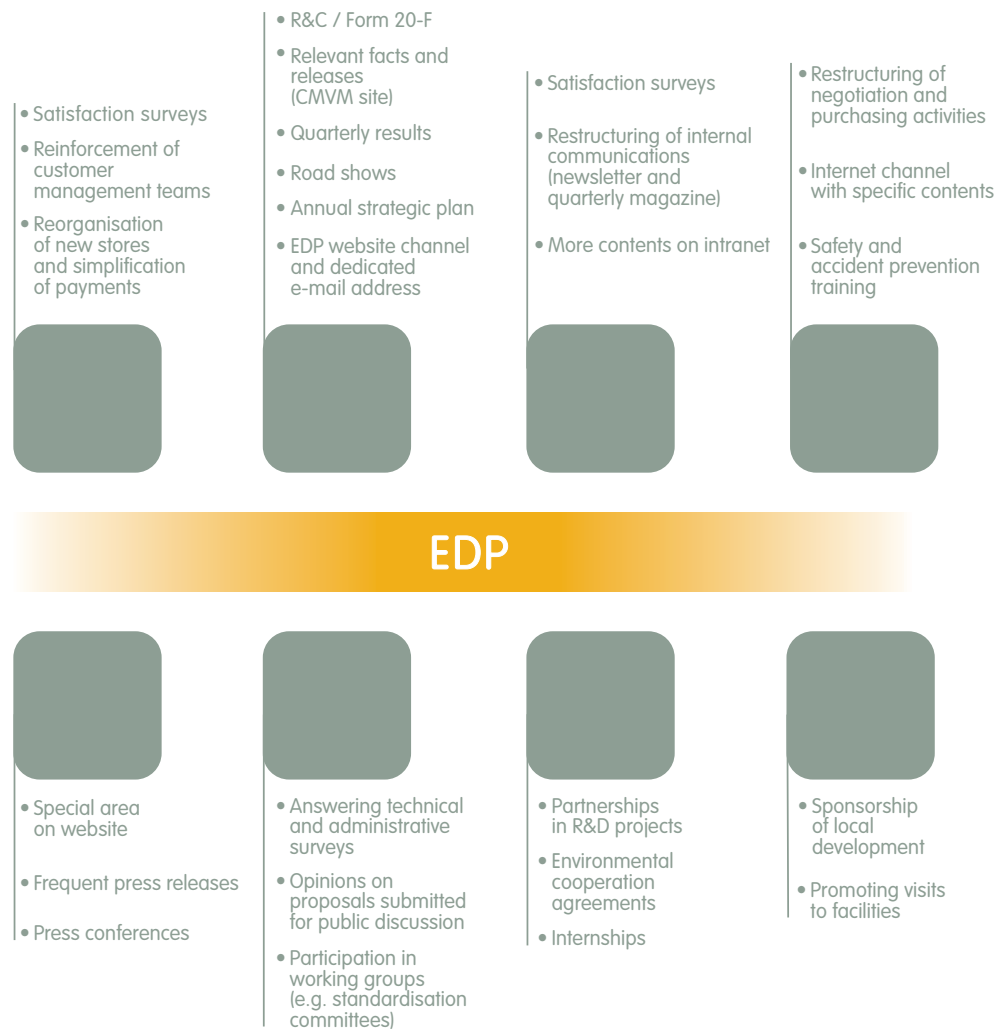 • Satisfaction surveys
• Reinforcement of
customer
management teams
• Reorganisation
of new stores
and simplification
of payments
• R&C / Form 20-F
• Relevant facts and
releases
(CMVM site)
• Quarterly results
• Road shows
• Annual strategic plan
• EDP website channel
and dedicated
e-mail address
• Satisfaction surveys
• Restructuring of internal
communications
(newsletter and
quarterly magazine)
• More contents on intranet
• Restructuring of
negotiation and
purchasing activities
• Internet channel
with specific contents
• Safety and
accident prevention
training
EDP
• Special area
on website
• Frequent press releases
• Press conferences
• Answering technical
and administrative
surveys
• Opinions on
proposals submitted
for public discussion
• Participation in
working groups
(e.g. standardisation
committees)
• Partnerships
in R&D projects
• Environmental
cooperation
agreements
• Internships
• Sponsorship
of local
development
• Promoting visits
to facilities